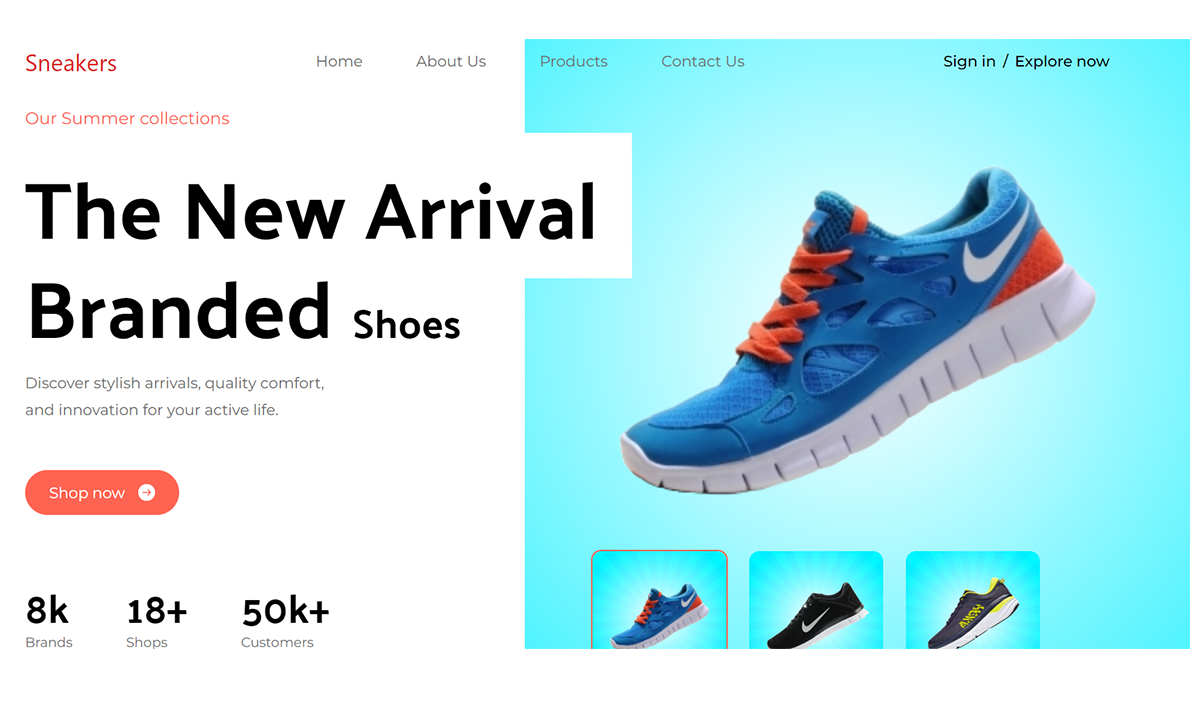 Sneakers
Home
About Us
Products
Contact Us
Sign in / Explore now
Our Summer collections
The New Arrival
Branded Shoes
Discover stylish arrivals, quality comfort,
and innovation for your active life.
Shop now
8k
18+
50k+
Brands
Shops
Customers